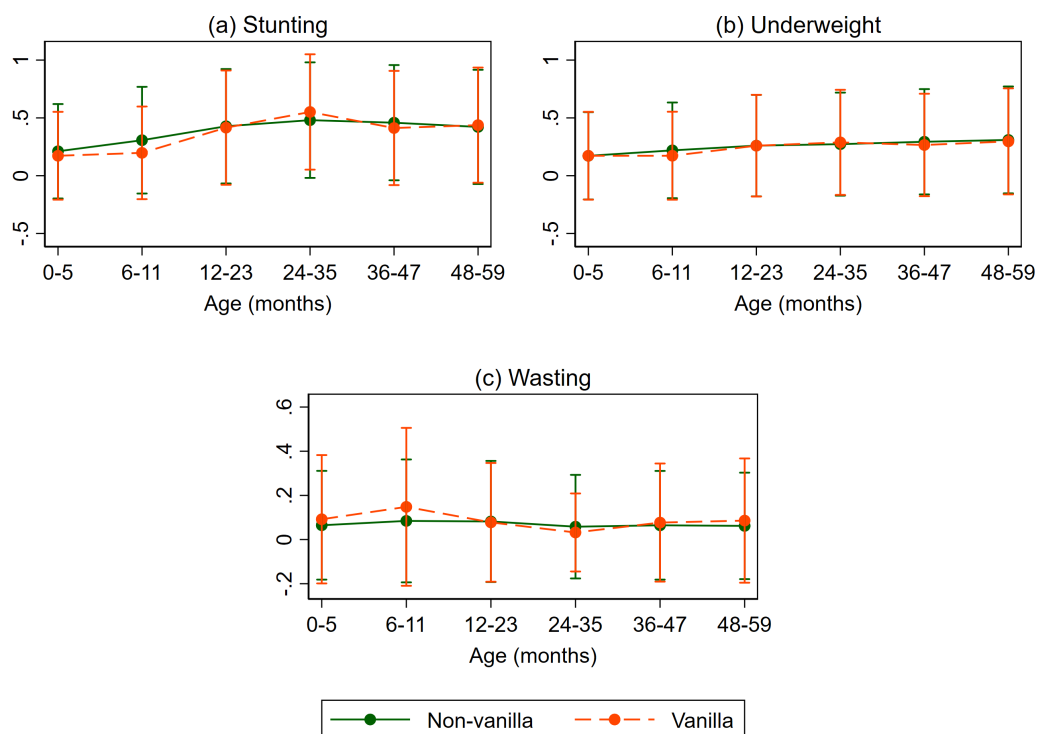 (a) Stunting
1
.5
0
-.5
0-5 6-11 12-23 24-35 36-47 48-59
Age (months)
(b) Underweight
1
.5
0
-.5
0-5 6-11 12-23 24-35 36-47 48-59
Age (months)
(c) Wasting
.6
.4
.2
0
-.2
0-5 6-11 12-23 24-35 36-47 48-59
Age (months)
Non-vanilla Vanilla